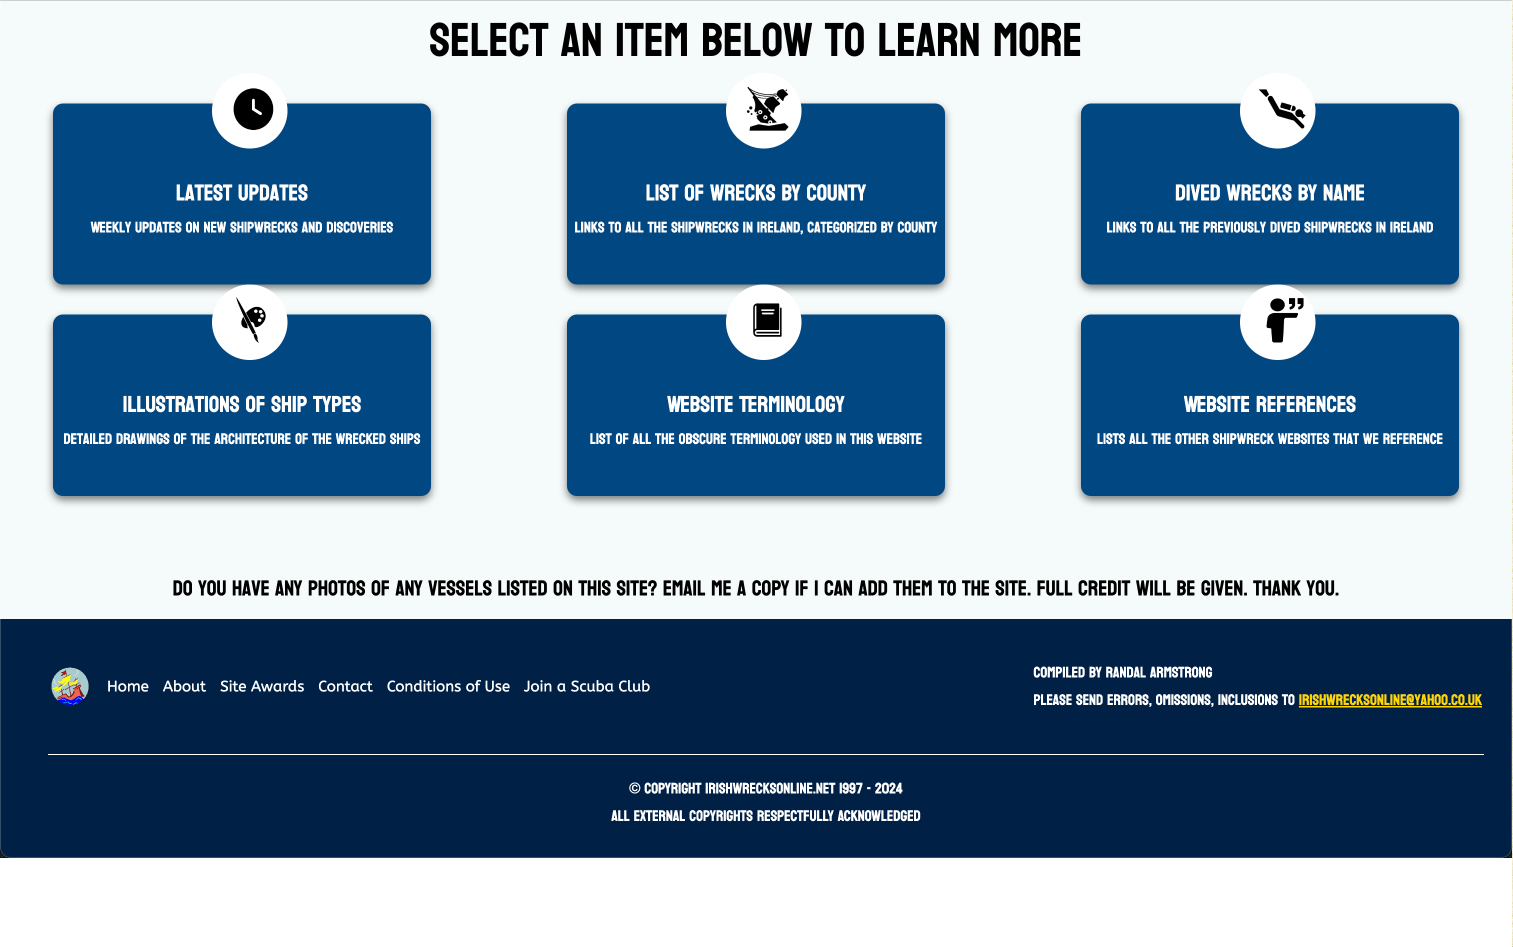 SELECT AN ITEM BELOW TO LEARN MORE
LATEST UPDATES
WEEKLY UPDATES ON NEW SHIPWRECKS AND DISCOVERIES
LIST OF WRECKS BY COUNTY
LINKS TO ALL THE SHIPWRECKS IN IRELAND, CATEGORIZED BY COUNTY
DIVED WRECKS BY NAME
LINKS TO ALL THE PREVIOUSLY DIVED SHIPWRECKS IN IRELAND
ILLUSTRATIONS OF SHIP TYPES
DETAILED DRAWINGS OF THE ARCHITECTURE OF THE WRECKED SHIPS
WEBSITE TERMINOLOGY
LIST OF ALL THE OBSCURE TERMINOLOGY USED IN THIS WEBSITE
WEBSITE REFERENCES
LISTS ALL THE OTHER SHIPWRECK WEBSITES THAT WE REFERENCE
DO YOU HAVE ANY PHOTOS OF ANY VESSELS LISTED ON THIS SITE? EMAIL ME A COPY IF I CAN ADD THEM TO THE SITE. FULL CREDIT WILL BE GIVEN. THANK YOU.
Home About Site Awards Contact Conditions of Use Join a Scuba Club
COMPILED BY RANDAL ARMSTRONG
PLEASE SEND ERRORS, OMISSIONS, INCLUSIONS TO IRISHWRECKSONLINE@YAHOO.CO.UK
© COPYRIGHT IRISHWRECKSONLINE.NET 1997 - 2024
ALL EXTERNAL COPYRIGHTS RESPECTFULLY ACKNOWLEDGED